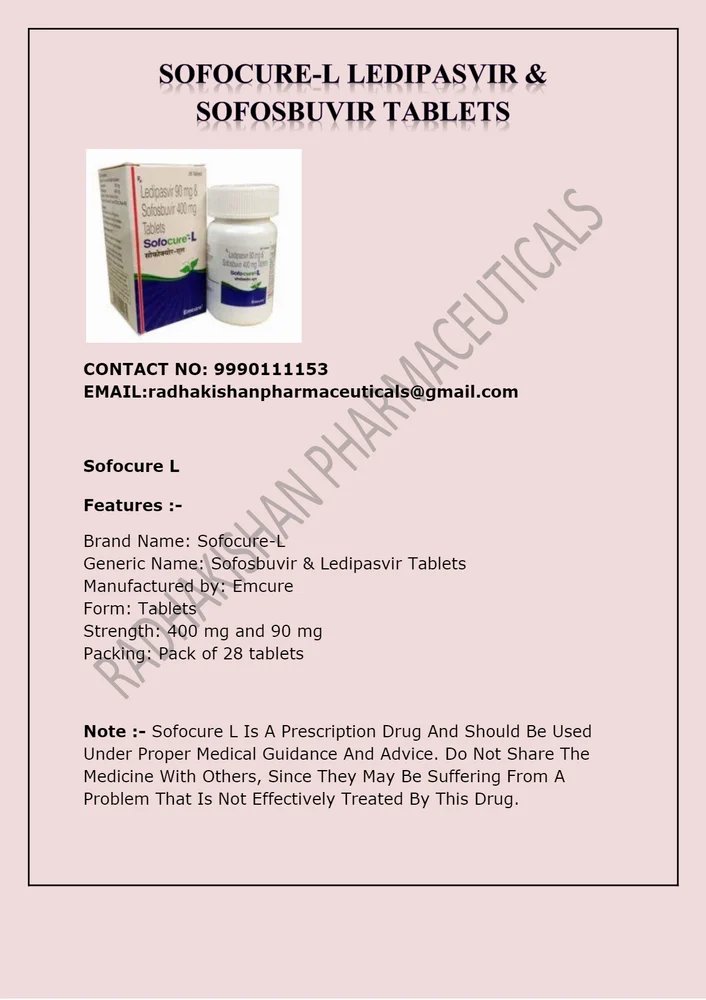 SOFOCURE-L LEDIPASVIR &
SOFOSBUVIR TABLETS
Ledipasvir 90 mg &
Sofosbuvir 400 mg
Tablets
Sofocure-L
सोफोक्योर-एल
Emcure
Ledipasvir 90 mg &
Sofosbuvir 400 mg Tablets
Sofocure-L
Emcure
CONTACT NO: 9990111153
EMAIL:radhakishanpharmaceuticals@gmail.com
Sofocure L
Features :-
Brand Name: Sofocure-L
Generic Name: Sofosbuvir & Ledipasvir Tablets
Manufactured by: Emcure
Form: Tablets
Strength: 400 mg and 90 mg
Packing: Pack of 28 tablets
Note :- Sofocure L Is A Prescription Drug And Should Be Used
Under Proper Medical Guidance And Advice. Do Not Share The
Medicine With Others, Since They May Be Suffering From A
Problem That Is Not Effectively Treated By This Drug.
RADHAKISHAN PHARMACEUTICALS